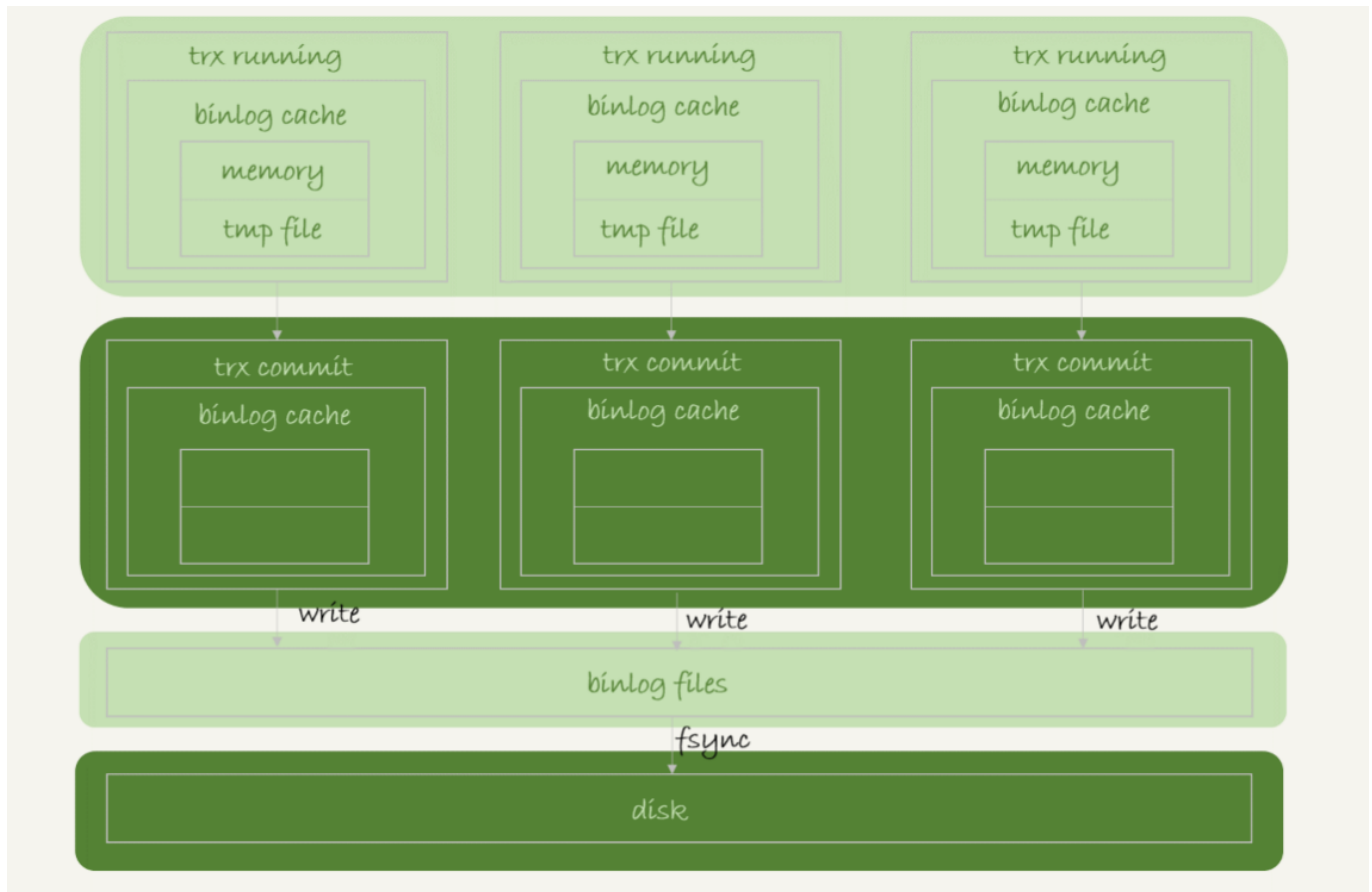 trx running
trx running
trx running
binlog cache
binlog cache
binlog cache
memory
memory
memory
tmp file
tmp file
tmp file
trx commit
trx commit
trx commit
binlog cache
binlog cache
binlog cache
write
write
write
binlog files
fsync
disk